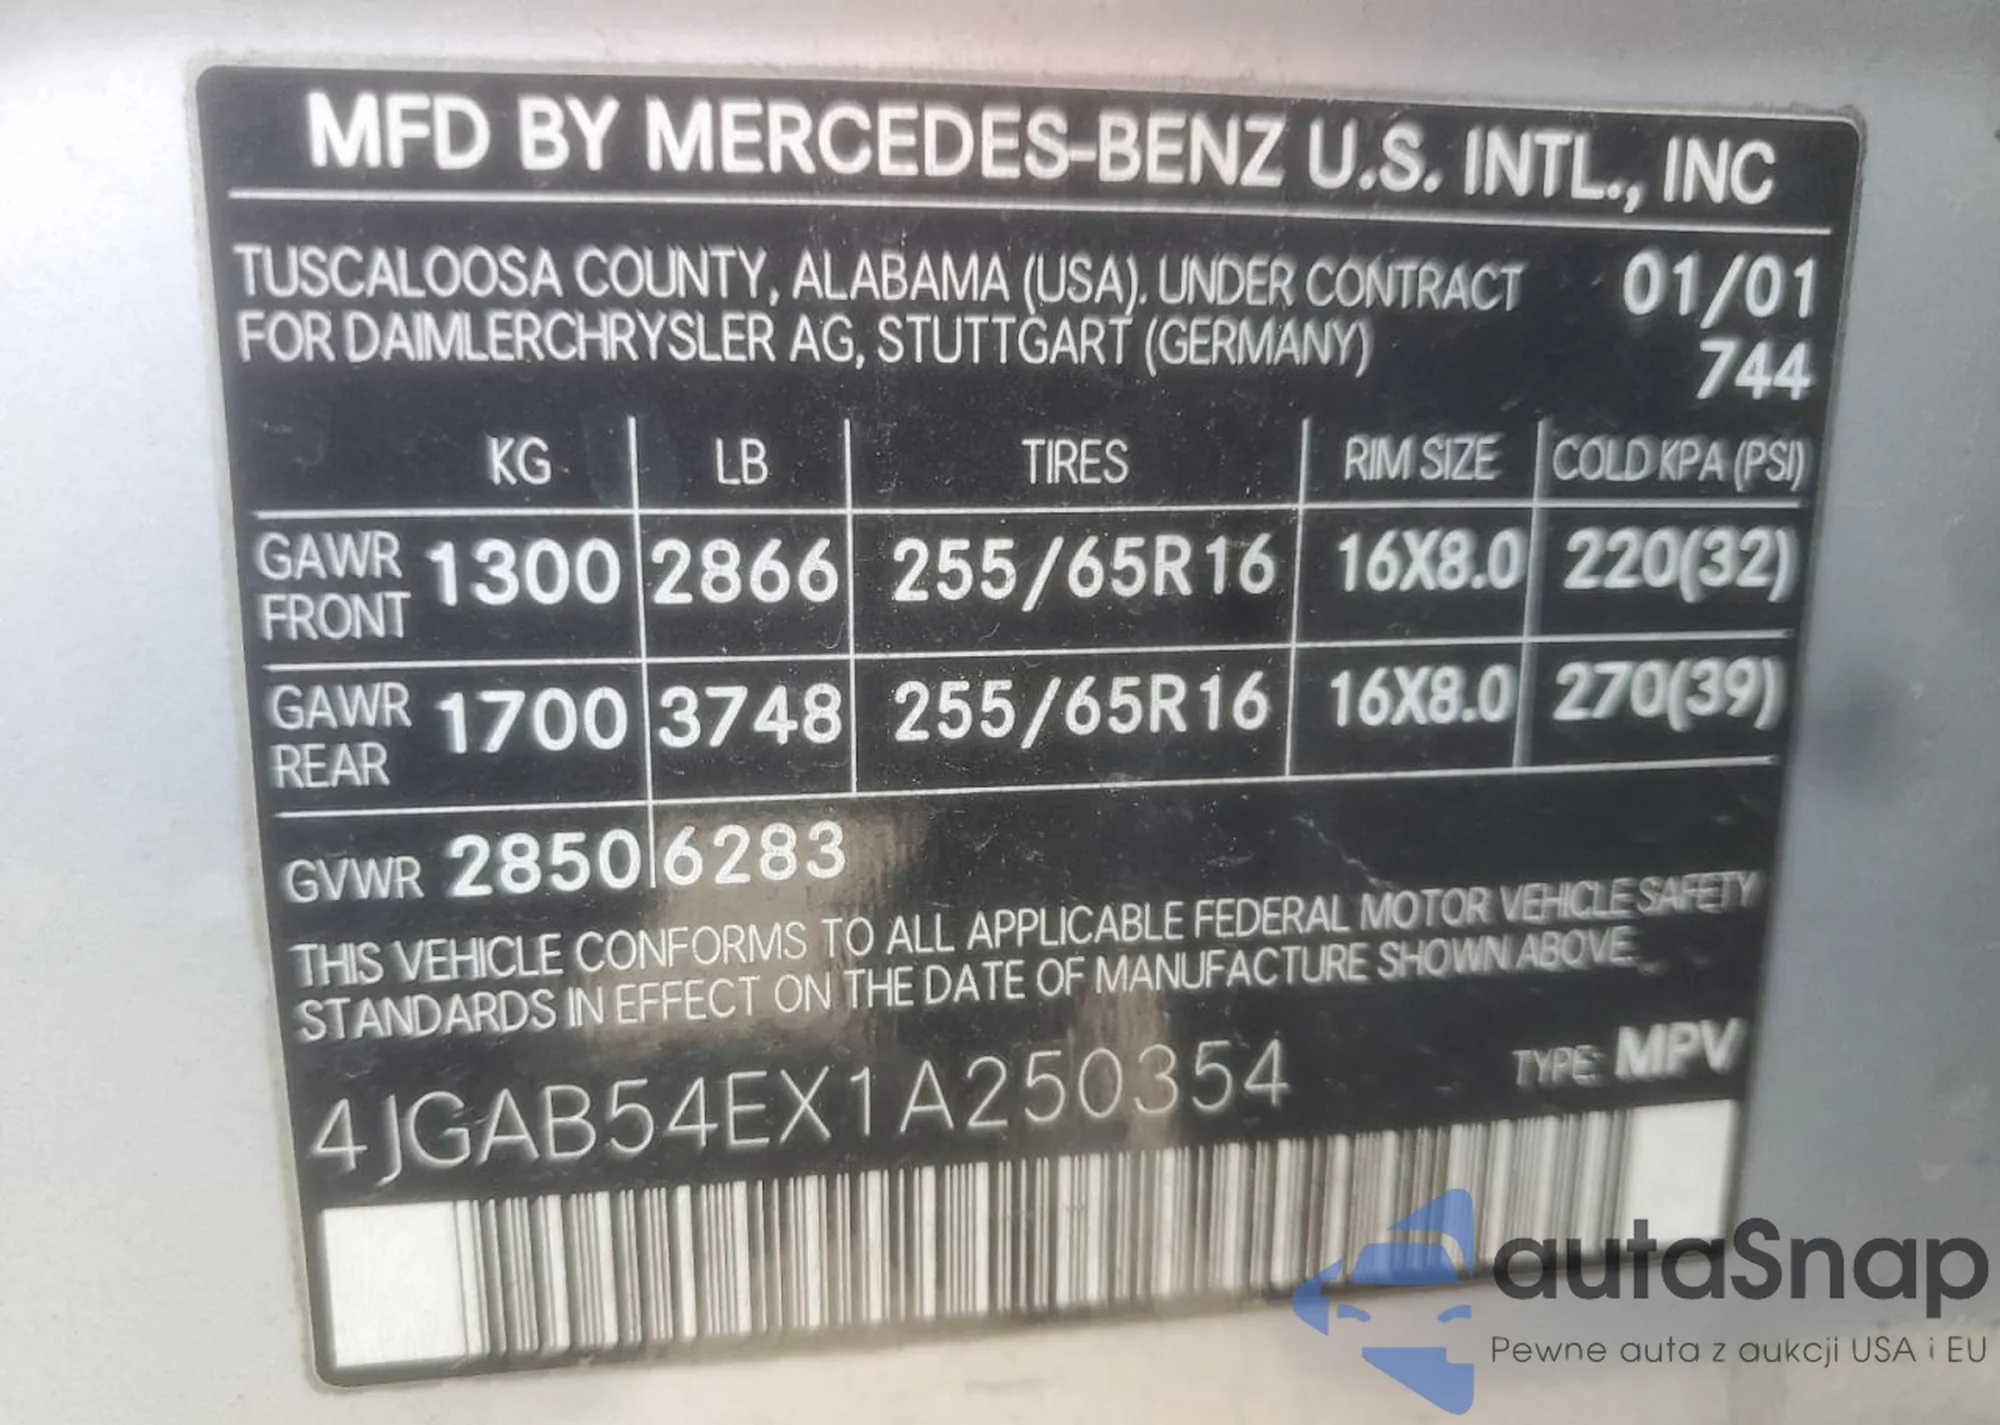 MFD BY MERCEDES-BENZ U.S. INTL., INC
TUSCALOOSA COUNTY, ALABAMA (USA). UNDER CONTRACT 01/01
FOR DAIMLERCHRYSLER AG, STUTTGART (GERMANY) 744
KG LB TIRES RIM SIZE COLD KPA (PSI)
GAWR FRONT 1300 2866 255/65R16 16X8.0 220(32)
GAWR REAR 1700 3748 255/65R16 16X8.0 270(39)
GVWR 2850 6283
THIS VEHICLE CONFORMS TO ALL APPLICABLE FEDERAL MOTOR VEHICLE SAFETY
STANDARDS IN EFFECT ON THE DATE OF MANUFACTURE SHOWN ABOVE.
4JGAB54EX1A250354 TYPE: MPV
autaSnap
Pewne auta z aukcji USA i EU